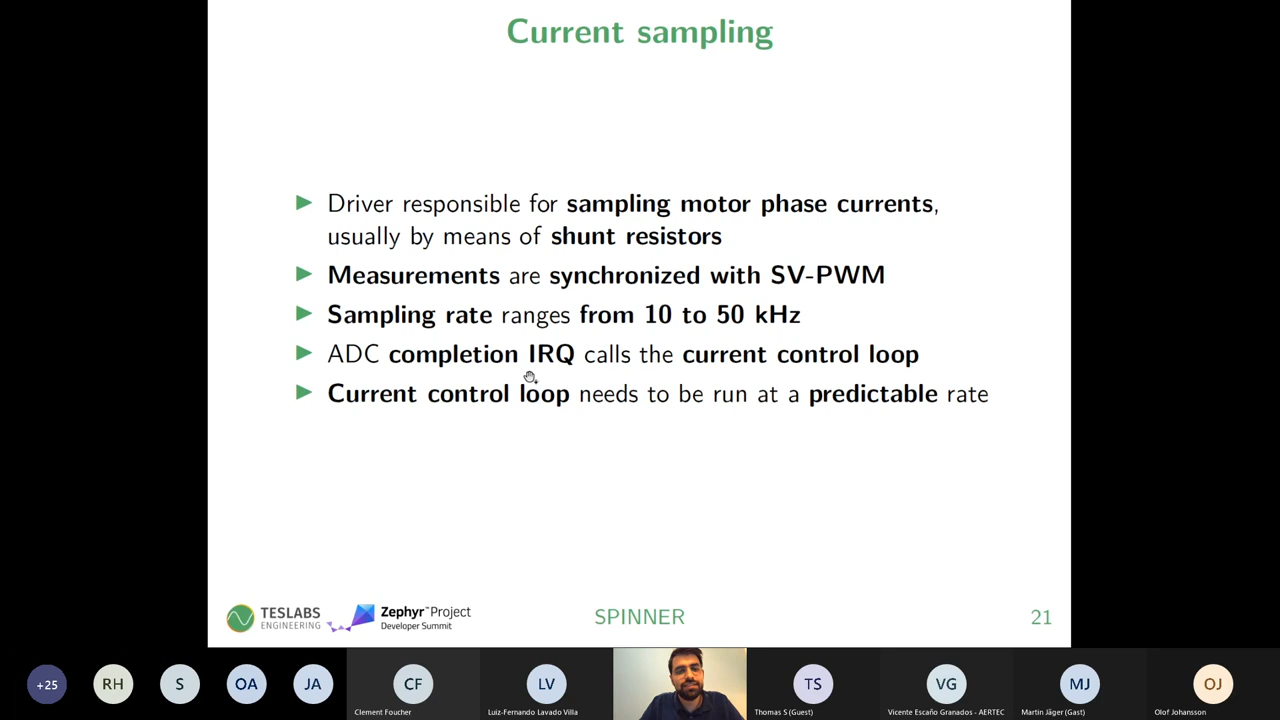 Current sampling
Driver responsible for sampling motor phase currents,
usually by means of shunt resistors
Measurements are synchronized with SV-PWM
Sampling rate ranges from 10 to 50 kHz
ADC completion IRQ calls the current control loop
Current control loop needs to be run at a predictable rate
TESLABS
ENGINEERING
Zephyr™Project
Developer Summit
SPINNER
21
+25
RH
S
OA
JA
CF
LV
TS
VG
MJ
OJ
Clement Foucher
Luiz-Fernando Lavado Villa
Thomas S (Guest)
Vicente Escaño Granados - AERTEC
Martin Jäger (Gast)
Olof Johansson